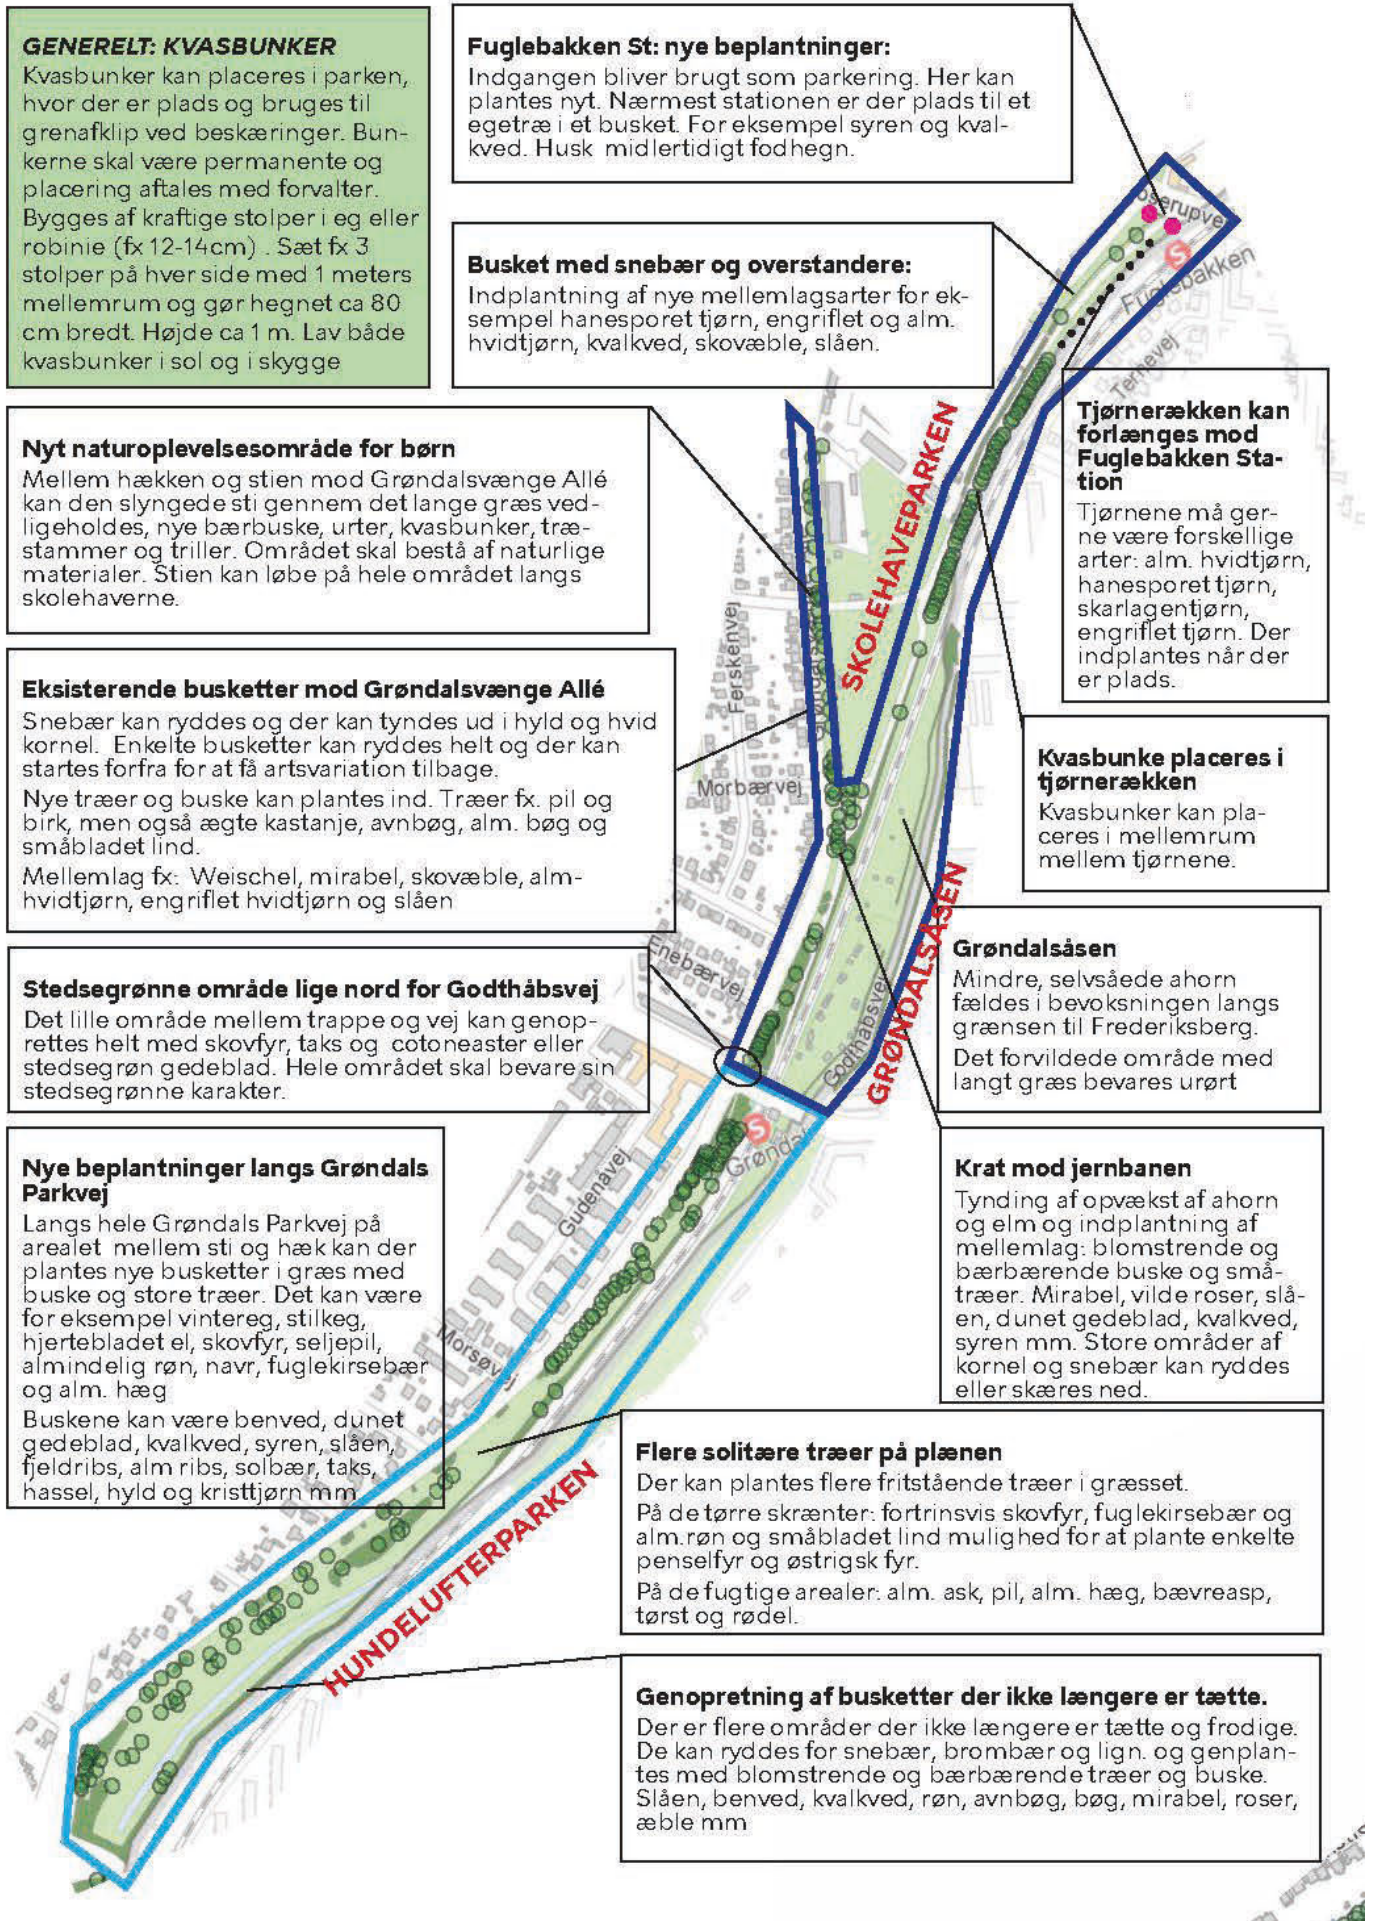 GENERELT: KVASBUNKER
Kvasbunker kan placeres i parken,
hvor der er plads og bruges til
grenafklip ved beskæringer. Bun-
kerne skal være permanente og
placering aftales med forvalter.
Bygges af kraftige stolper i eg eller
robinie (fx 12-14cm) . Sæt fx 3
stolper på hver side med 1 meters
mellemrum og gør hegnet ca 80
cm bredt. Højde ca 1 m. Lav både
kvasbunker i sol og i skygge
Fuglebakken St: nye beplantninger:
Indgangen bliver brugt som parkering. Her kan
plantes nyt. Nærmest stationen er der plads til et
egetræ i et busket. For eksempel syren og kval-
kved. Husk midlertidigt fodhegn.
Busket med snebær og overstandere:
Indplantning af nye mellemlagsarter for ek-
sempel hanesporet tjørn, engriflet og alm.
hvidtjørn, kvalkved, skovæble, slåen.
Fuglebakken
Ternevej
Tjørnerækken kan
forlænges mod
Fuglebakken Sta-
tion
Tjørnene må ger-
ne være forskellige
arter: alm. hvidtjørn,
hanesporet tjørn,
skarlagentjørn,
engriflet tjørn. Der
indplantes når der
er plads.
Nyt naturoplevelsesområde for børn
Mellem hækken og stien mod Grøndalsvænge Allé
kan den slyngede sti gennem det lange græs ved-
ligeholdes, nye bærbuske, urter, kvasbunker, træ-
stammer og triller. Området skal bestå af naturlige
materialer. Stien kan løbe på hele området langs
skolehaverne.
SKOLEHAVEPARKEN
Ferskenvej
Eksisterende busketter mod Grøndalsvænge Allé
Snebær kan ryddes og der kan tyndes ud i hyld og hvid
kornel. Enkelte busketter kan ryddes helt og der kan
startes forfra for at få artsvariation tilbage.
Nye træer og buske kan plantes ind. Træer fx. pil og
birk, men også ægte kastanje, avnbøg, alm. bøg og
småbladet lind.
Mellemlag fx: Weischel, mirabel, skovæble, alm-
hvidtjørn, engriflet hvidtjørn og slåen
Morbærvej
Kvasbunke placeres i
tjørnerækken
Kvasbunker kan pla-
ceres i mellemrum
mellem tjørnene.
Stedsegrønne område lige nord for Godthåbsvej
Det lille område mellem trappe og vej kan genop-
rettes helt med skovfyr, taks og cotoneaster eller
stedsegrøn gedeblad. Hele området skal bevare sin
stedsegrønne karakter.
Enebærvej
Godthåbsvej
GRØNDALSÅSEN
Grøndalsåsen
Mindre, selvsåede ahorn
fældes i bevoksningen langs
grænsen til Frederiksberg.
Det forvildede område med
langt græs bevares urørt
S
Grøndal
Gudenåvej
Morsøvej
Nye beplantninger langs Grøndals
Parkvej
Langs hele Grøndals Parkvej på
arealet mellem sti og hæk kan der
plantes nye busketter i græs med
buske og store træer. Det kan være
for eksempel vintereg, stilkeg,
hjertebladet el, skovfyr, seljepil,
almindelig røn, navr, fuglekirsebær
og alm. hæg
Buskene kan være benved, dunet
gedeblad, kvalkved, syren, slåen,
fjeldribs, alm ribs, solbær, taks,
hassel, hyld og kristtjørn mm
Krat mod jernbanen
Tynding af opvækst af ahorn
og elm og indplantning af
mellemlag: blomstrende og
bærbærende buske og små-
træer. Mirabel, vilde roser, slå-
en, dunet gedeblad, kvalkved,
syren mm. Store områder af
kornel og snebær kan ryddes
eller skæres ned.
HUNDELUFTERPARKEN
Flere solitære træer på plænen
Der kan plantes flere fritstående træer i græsset.
På de tørre skrænter: fortrinsvis skovfyr, fuglekirsebær og
alm.røn og småbladet lind mulighed for at plante enkelte
penselfyr og østrigsk fyr.
På de fugtige arealer: alm. ask, pil, alm. hæg, bævreasp,
tørst og rødel.
Genopretning af busketter der ikke længere er tætte.
Der er flere områder der ikke længere er tætte og frodige.
De kan ryddes for snebær, brombær og lign. og genplan-
tes med blomstrende og bærbærende træer og buske.
Slåen, benved, kvalkved, røn, avnbøg, bøg, mirabel, roser,
æble mm